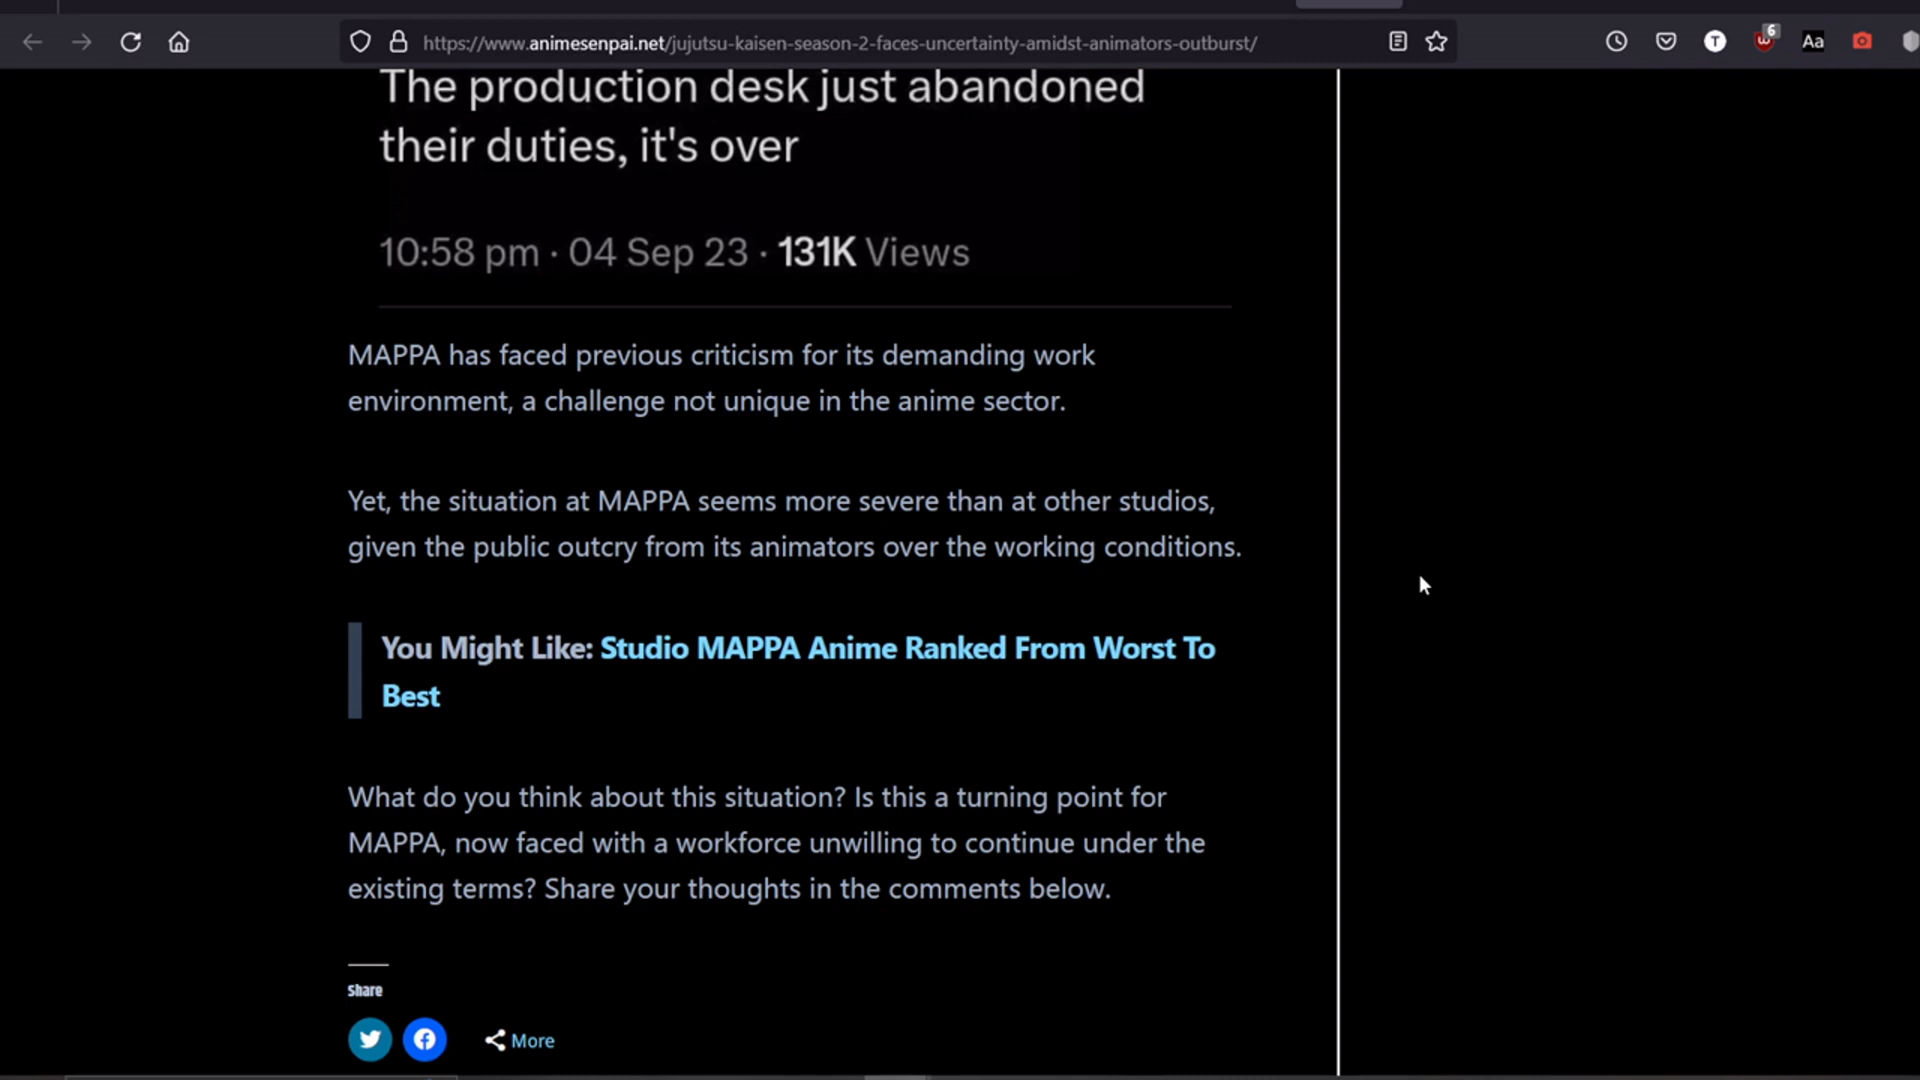 https://www.animesenpai.net/jujutsu-kaisen-season-2-faces-uncertainty-amidst-animators-outburst/
T
6
Aa
The production desk just abandoned
their duties, it's over
10:58 pm · 04 Sep 23 · 131K Views
MAPPA has faced previous criticism for its demanding work
environment, a challenge not unique in the anime sector.
Yet, the situation at MAPPA seems more severe than at other studios,
given the public outcry from its animators over the working conditions.
You Might Like: Studio MAPPA Anime Ranked From Worst To
Best
What do you think about this situation? Is this a turning point for
MAPPA, now faced with a workforce unwilling to continue under the
existing terms? Share your thoughts in the comments below.
Share
More